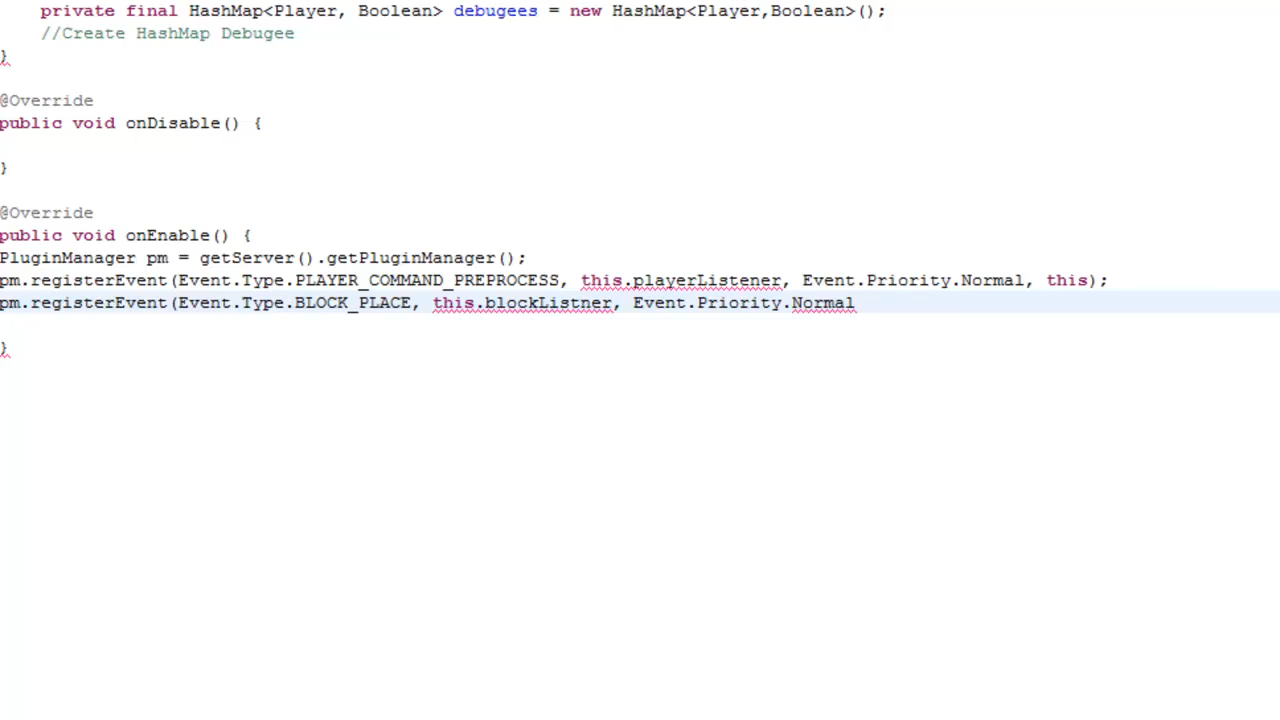 private final HashMap<Player, Boolean> debugees = new HashMap<Player,Boolean>();
//Create HashMap Debugee
}
@Override
public void onDisable() {
}
@Override
public void onEnable() {
PluginManager pm = getServer().getPluginManager();
pm.registerEvent(Event.Type.PLAYER_COMMAND_PREPROCESS, this.playerListener, Event.Priority.Normal, this);
pm.registerEvent(Event.Type.BLOCK_PLACE, this.blockListner, Event.Priority.Normal
}